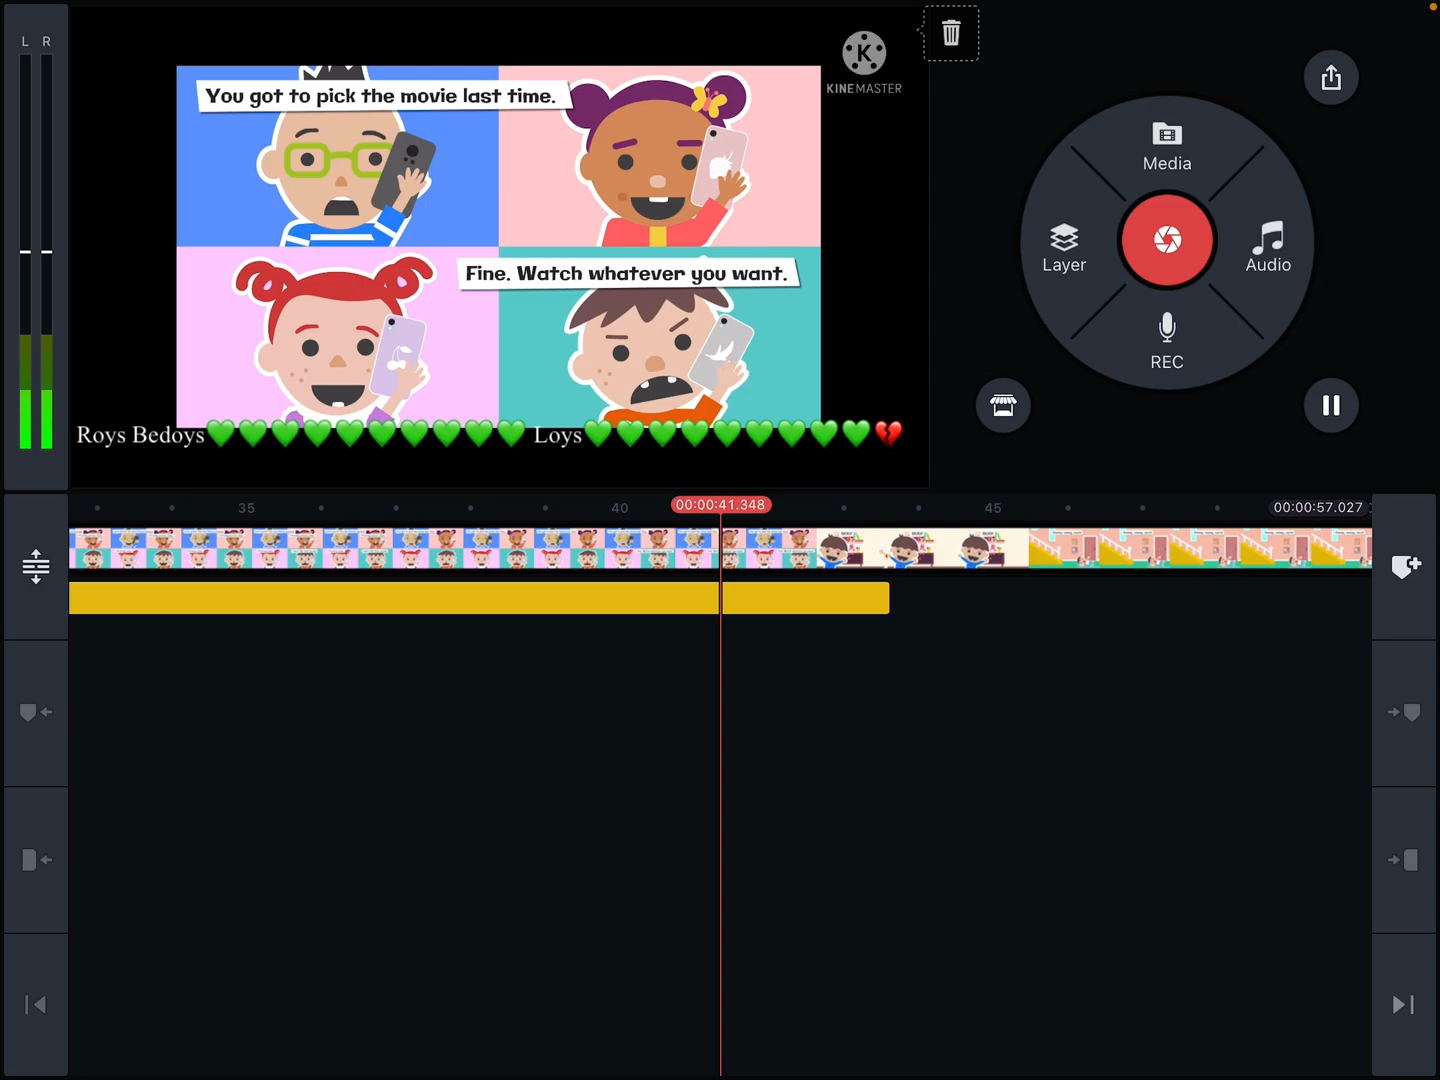 L R
You got to pick the movie last time.
K
KINEMASTER
Fine. Watch whatever you want.
Roys Bedoys💚💚💚💚💚💚💚💚💚💚 Loys💚💚💚💚💚💚💚💚💚💔
Media
Layer
Audio
REC
35
40
00:00:41.348
45
00:00:57.027